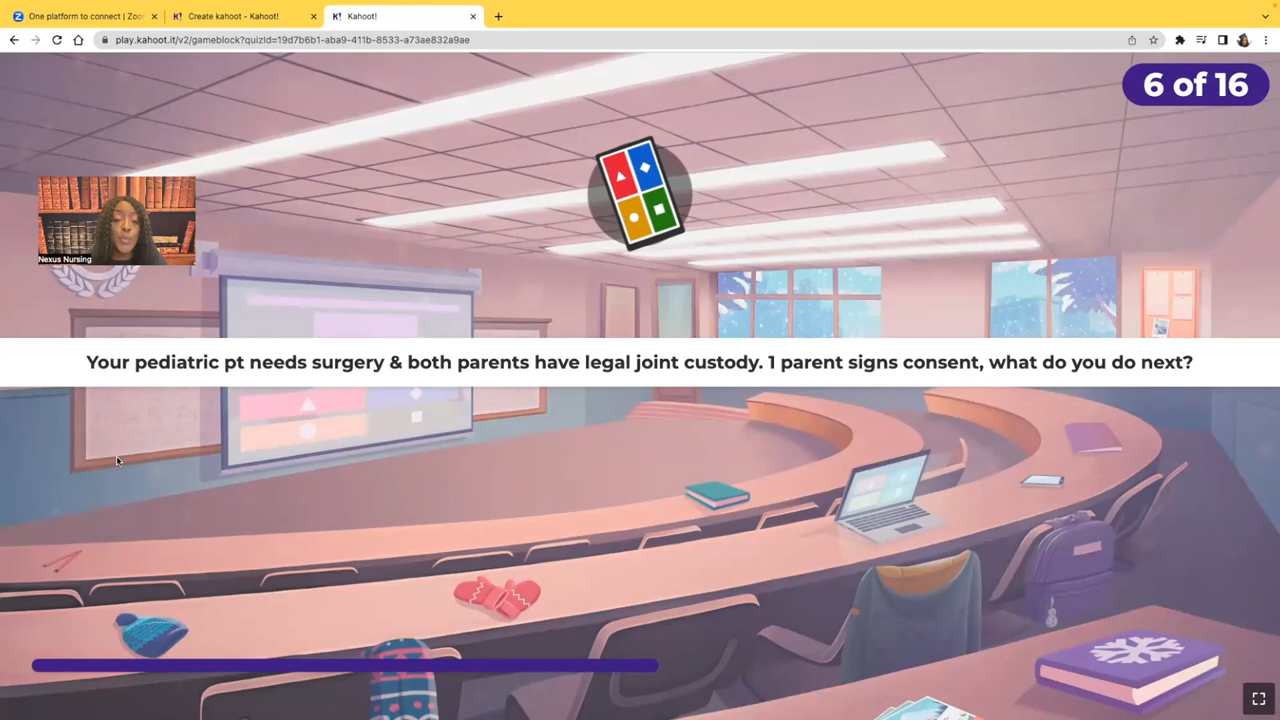 One platform to connect | Zoo
Create kahoot - Kahoot!
Kahoot!
play.kahoot.it/v2/gameblock?quizId=19d7b6b1-aba9-411b-8533-a73ae832a9ae
6 of 16
Nexus Nursing
Your pediatric pt needs surgery & both parents have legal joint custody. 1 parent signs consent, what do you do next?